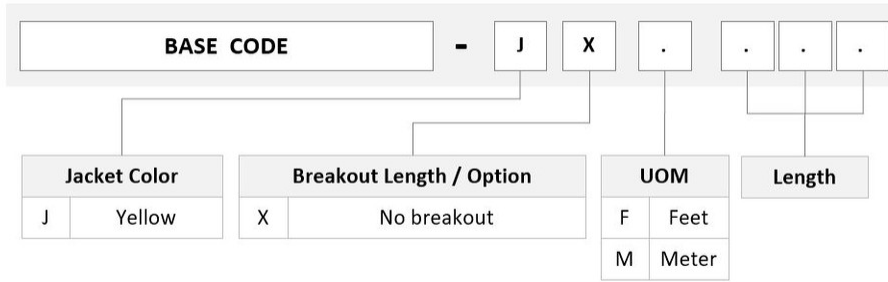 BASE CODE - J X . . . .
Jacket Color Breakout Length / Option UOM Length
J Yellow X No breakout F Feet
M Meter